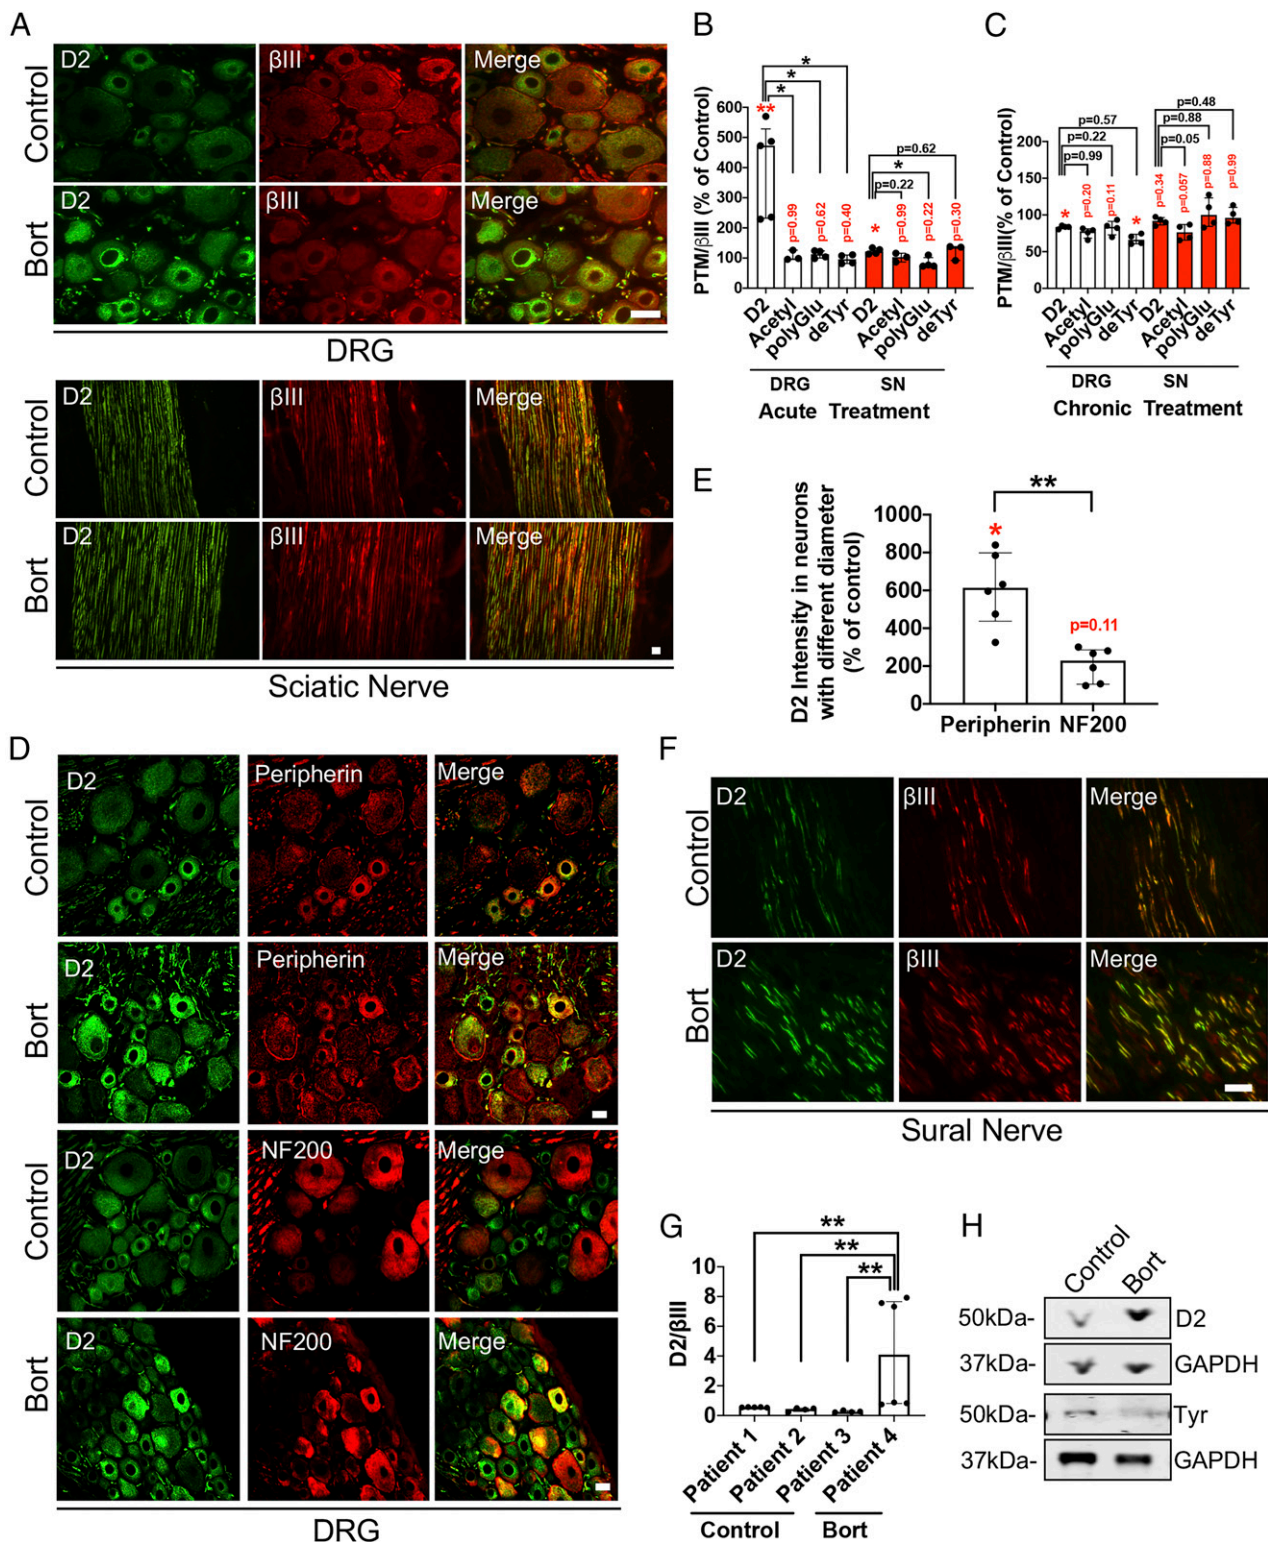 A
Control
D2
βIII
Merge
Bort
D2
βIII
Merge
DRG
Control
D2
βIII
Merge
Bort
D2
βIII
Merge
Sciatic Nerve
B
PTM/βIII (% of Control)
600
500
400
300
200
100
0
*
*
*
**
p=0.99
p=0.62
p=0.40
p=0.62
*
p=0.22
*
p=0.99
p=0.22
p=0.30
D2
Acetyl
polyGlu
deTyr
D2
Acetyl
polyGlu
deTyr
DRG SN
Acute Treatment
C
PTM/βIII(% of Control)
200
150
100
50
0
p=0.57
p=0.22
p=0.99
*
p=0.20
p=0.11
*
p=0.48
p=0.88
p=0.05
p=0.34
p=0.057
p=0.88
p=0.99
D2
Acetyl
polyGlu
deTyr
D2
Acetyl
polyGlu
deTyr
DRG SN
Chronic Treatment
D
Control
D2
Peripherin
Merge
Bort
D2
Peripherin
Merge
Control
D2
NF200
Merge
Bort
D2
NF200
Merge
DRG
E
D2 Intensity in neurons
with different diameter
(% of control)
1000
800
600
400
200
0
**
*
p=0.11
Peripherin NF200
F
Control
D2
βIII
Merge
Bort
D2
βIII
Merge
Sural Nerve
G
D2/βIII
10
8
6
4
2
0
**
**
**
Patient 1
Patient 2
Patient 3
Patient 4
Control Bort
H
Control Bort
50kDa- D2
37kDa- GAPDH
50kDa- Tyr
37kDa- GAPDH